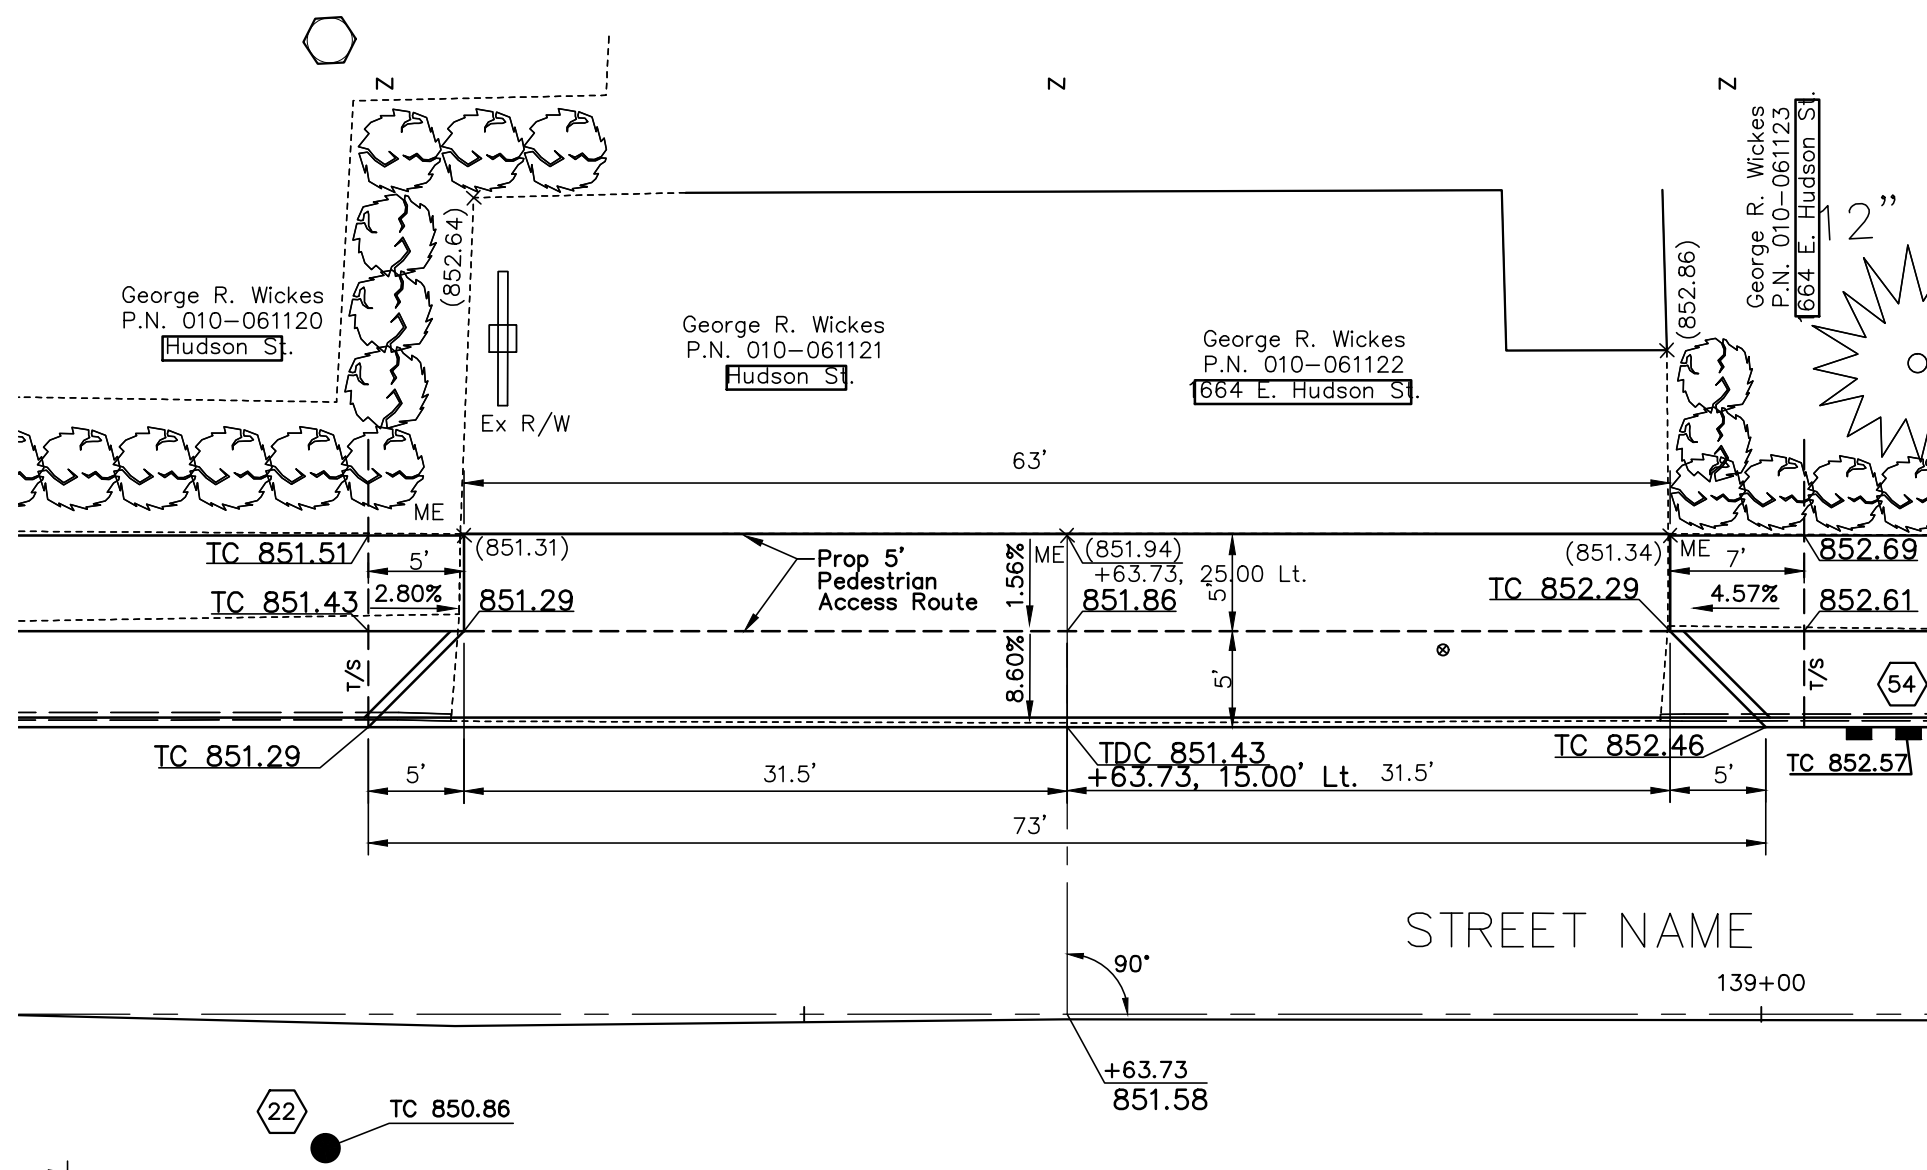 Z
Z
Z
George R. Wickes
P.N. 010-061123
1664 E. Hudson St.
12"
(852.64)
(852.86)
George R. Wickes
P.N. 010-061120
Hudson St.
George R. Wickes
P.N. 010-061121
Hudson St.
George R. Wickes
P.N. 010-061122
1664 E. Hudson St.
Ex R/W
63'
ME
TC 851.51
5'
(851.31)
Prop 5'
Pedestrian
Access Route
1.56%
ME
(851.94)
+63.73, 25.00 Lt.
5'
(851.34)
ME
7'
852.69
TC 851.43
2.80%
851.29
851.86
TC 852.29
4.57%
852.61
T/S
8.60%
5'
T/S
54
TC 851.29
TDC 851.43
+63.73, 15.00' Lt.
TC 852.46
TC 852.57
5'
31.5'
31.5'
5'
73'
STREET NAME
90°
139+00
+63.73
851.58
22
TC 850.86